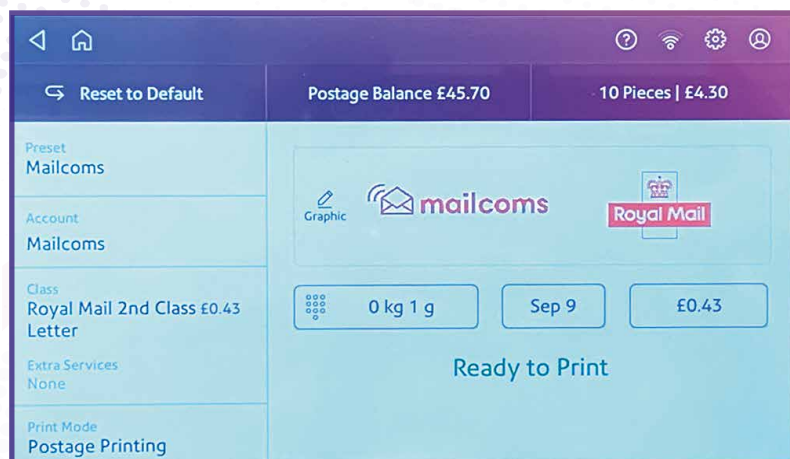 Reset to Default
Postage Balance £45.70
10 Pieces | £4.30
Preset
Mailcoms
Account
Mailcoms
Class
Royal Mail 2nd Class £0.43
Letter
Extra Services
None
Print Mode
Postage Printing
Graphic
mailcoms
Royal Mail
0 kg 1 g
Sep 9
£0.43
Ready to Print